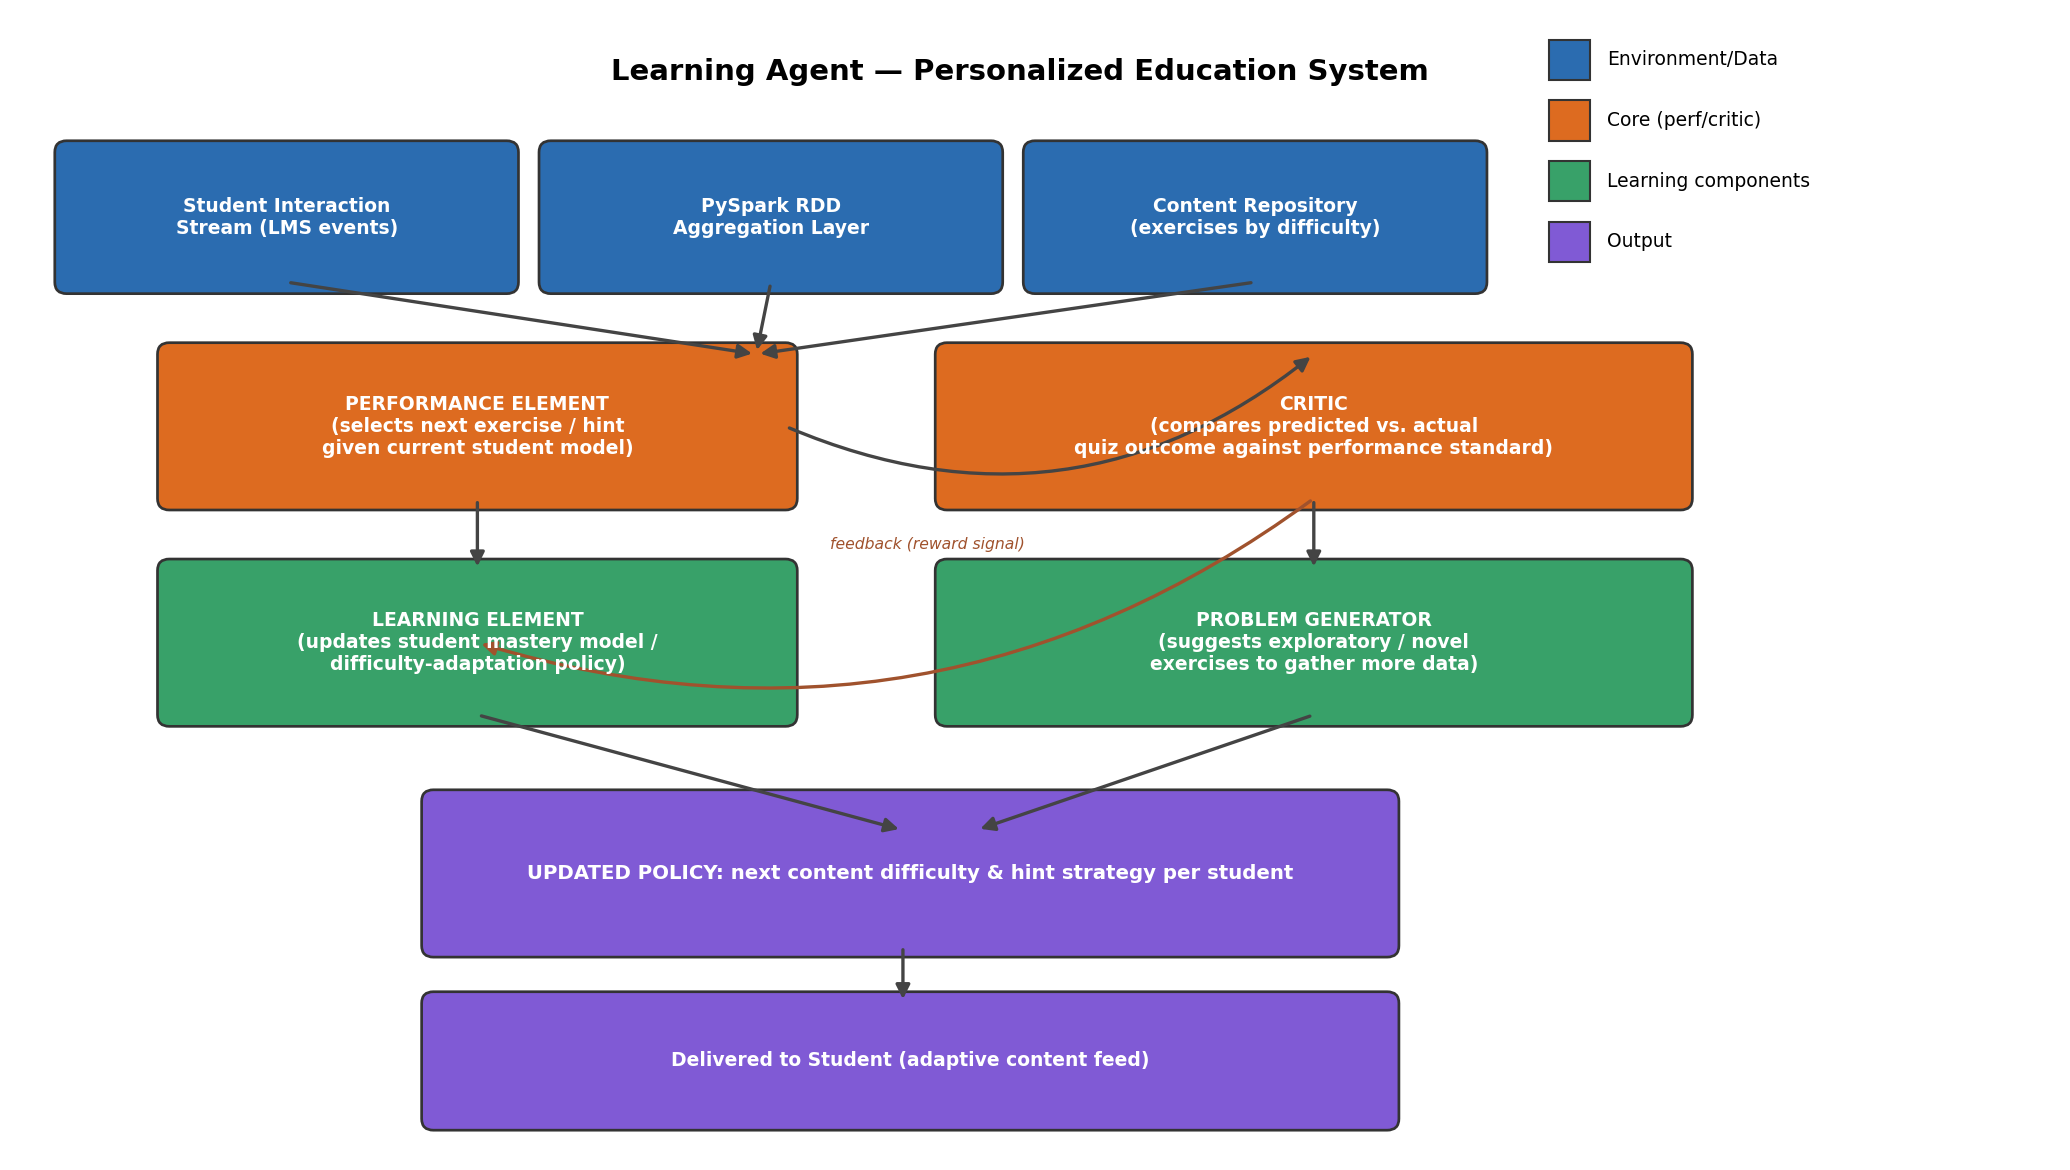 Learning Agent — Personalized Education System
Environment/Data
Core (perf/critic)
Learning components
Output
Student Interaction
Stream (LMS events)
PySpark RDD
Aggregation Layer
Content Repository
(exercises by difficulty)
PERFORMANCE ELEMENT
(selects next exercise / hint
given current student model)
CRITIC
(compares predicted vs. actual
quiz outcome against performance standard)
feedback (reward signal)
LEARNING ELEMENT
(updates student mastery model /
difficulty-adaptation policy)
PROBLEM GENERATOR
(suggests exploratory / novel
exercises to gather more data)
UPDATED POLICY: next content difficulty & hint strategy per student
Delivered to Student (adaptive content feed)